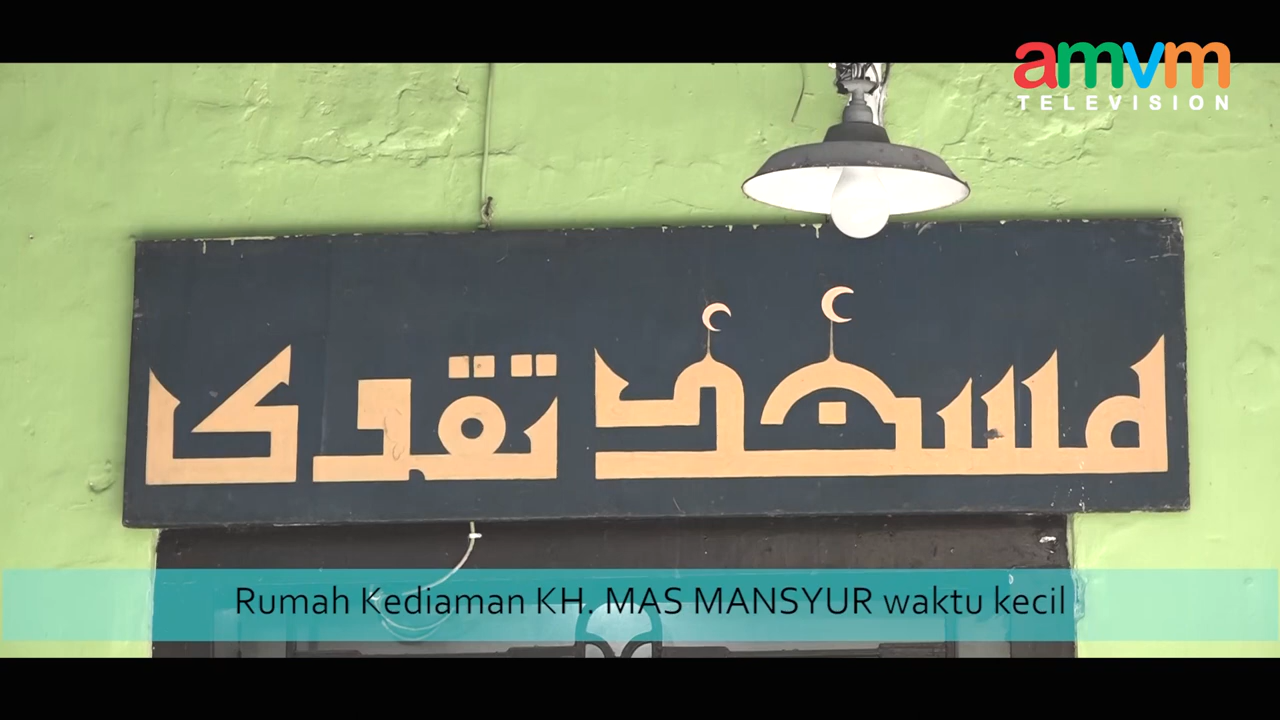 amvm
TELEVISION
مسجد تقوى
Rumah Kediaman KH. MAS MANSYUR waktu kecil